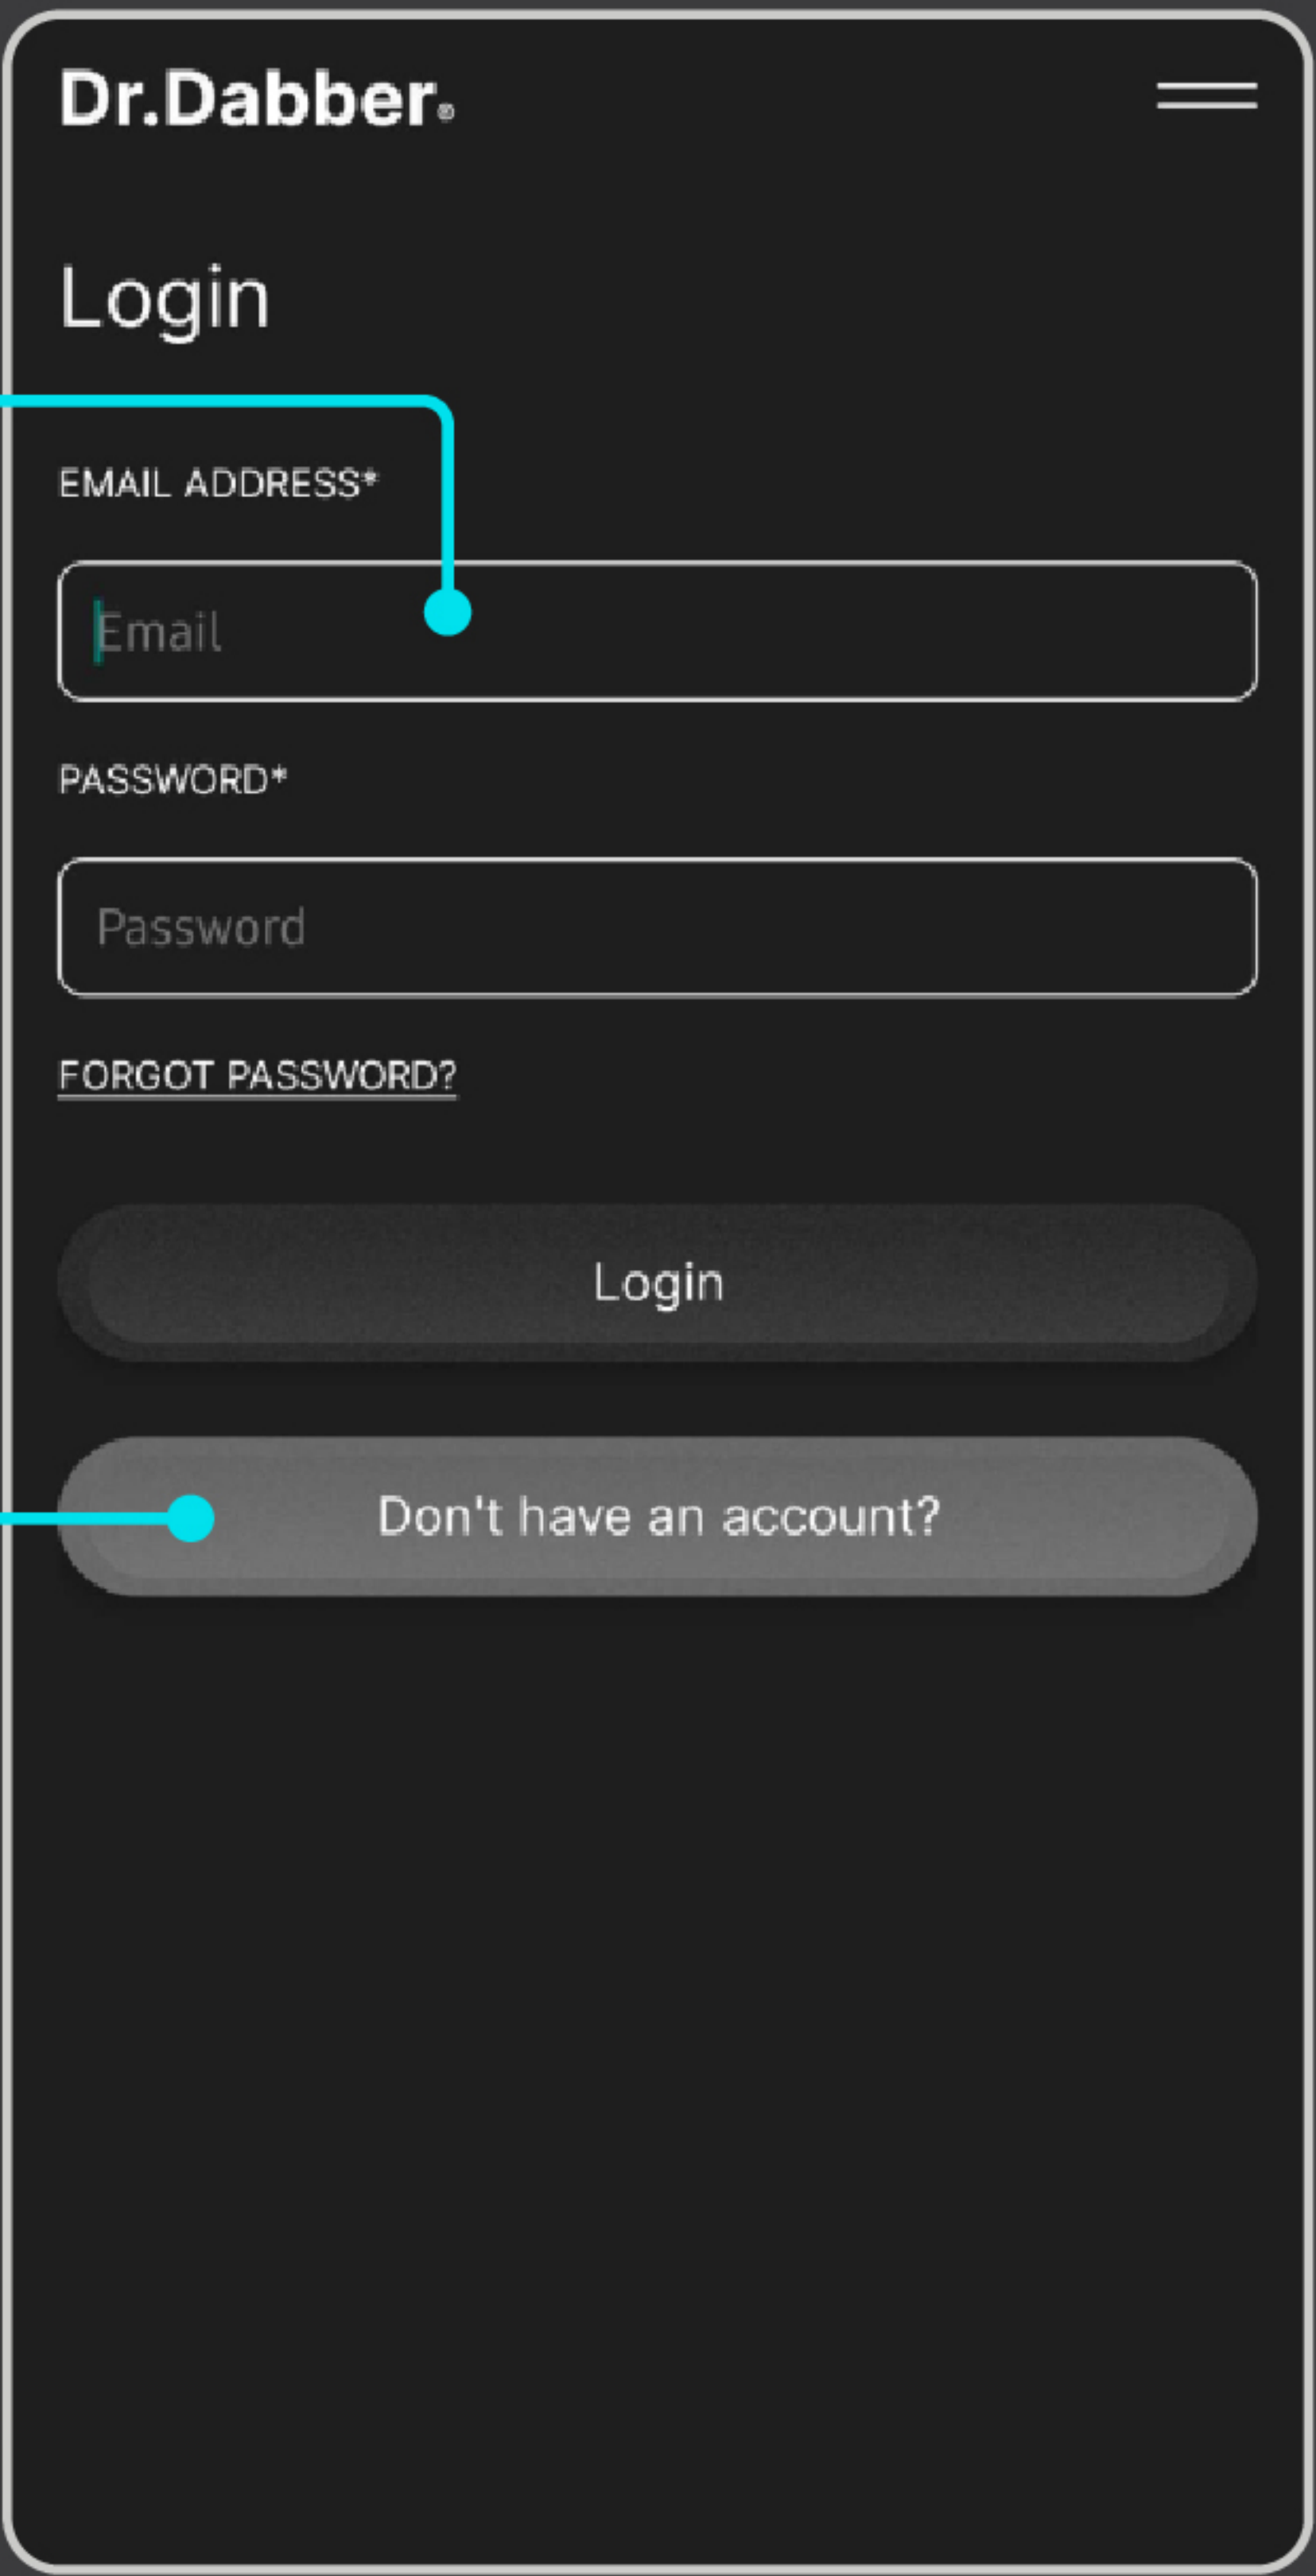 Dr.Dabber®
Login
EMAIL ADDRESS*
Email
PASSWORD*
Password
FORGOT PASSWORD?
Login
Don't have an account?